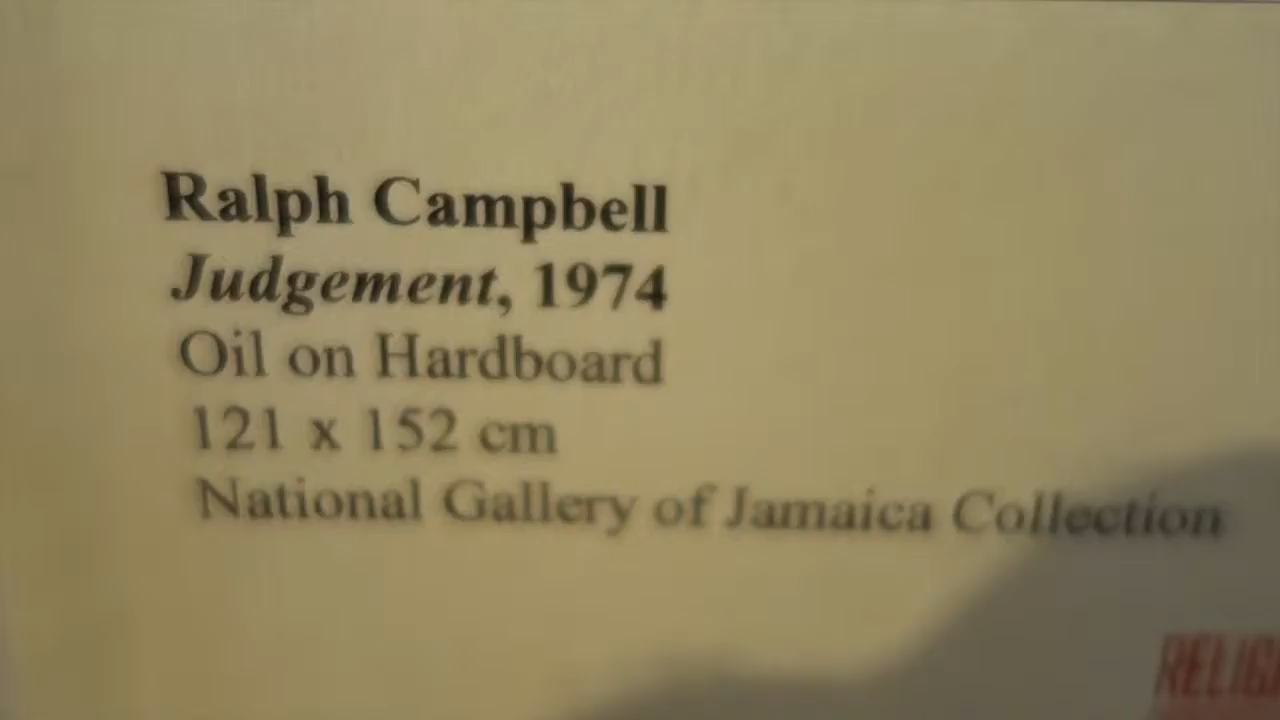 Ralph Campbell
Judgement, 1974
Oil on Hardboard
121 x 152 cm
National Gallery of Jamaica Collection